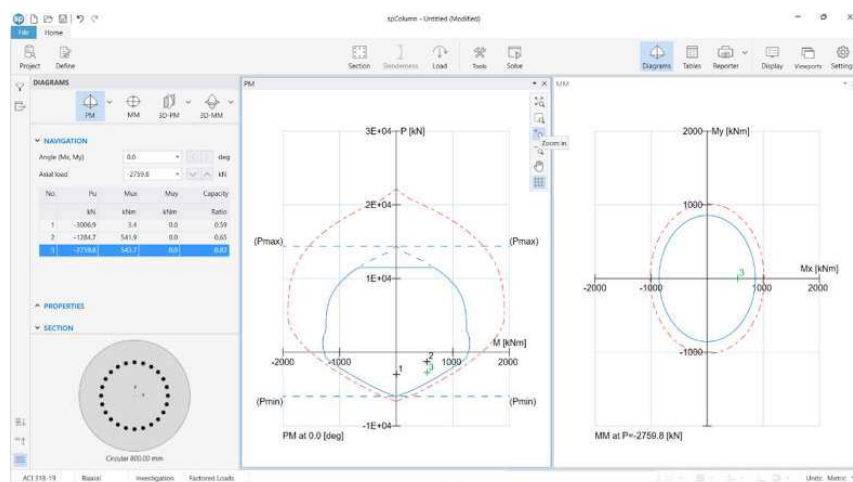 spColumn - Untitled (Modified)
File Home
Project Define Section Slenderness Load Tools Solve Diagrams Tables Reporter Display Viewports Settings
DIAGRAMS
PM MM 3D-PM 3D-MM
NAVIGATION
Angle (Mx, My) 0.0 deg
Axial load -2759.8 kN
No. Pu Mux Muy Capacity
kN kNm kNm Ratio
1 -3006.9 3.4 0.0 0.59
2 -1284.7 541.9 0.0 0.65
3 -2759.8 543.7 0.0 0.82
PROPERTIES
SECTION
Circular 800.00 mm
PM
Zoom in
3E+04 P [kN]
2E+04
(Pmax) (Pmax)
1E+04
M [kNm]
-2000 -1000 1000 2000
1
2
3
(Pmin) (Pmin)
-1E+04
PM at 0.0 [deg]
MM
2000 My [kNm]
1000
Mx [kNm]
3
-2000 -1000 1000 2000
-1000
MM at P=-2759.8 [kN]
ACI 318-19 Biaxial Investigation Factored Loads Units: Metric